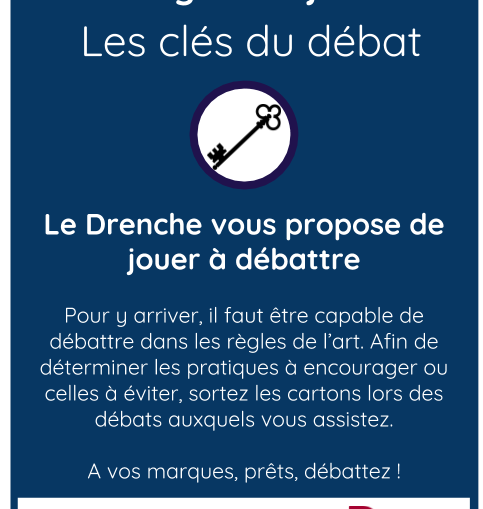 Les clés du débat
Le Drenche vous propose de
jouer à débattre
Pour y arriver, il faut être capable de
débattre dans les règles de l'art. Afin de
déterminer les pratiques à encourager ou
celles à éviter, sortez les cartons lors des
débats auxquels vous assistez.
A vos marques, prêts, débattez !